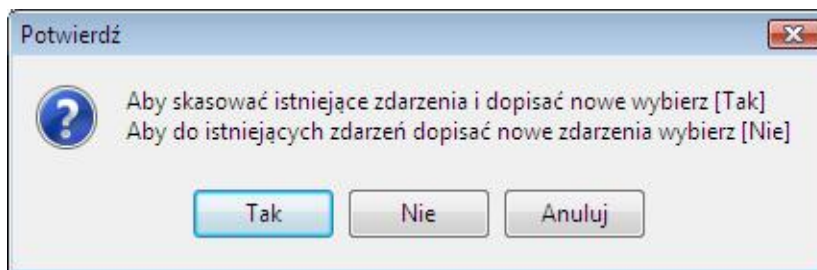 Potwierdź
Aby skasować istniejące zdarzenia i dopisać nowe wybierz [Tak]
Aby do istniejących zdarzeń dopisać nowe zdarzenia wybierz [Nie]
Tak Nie Anuluj